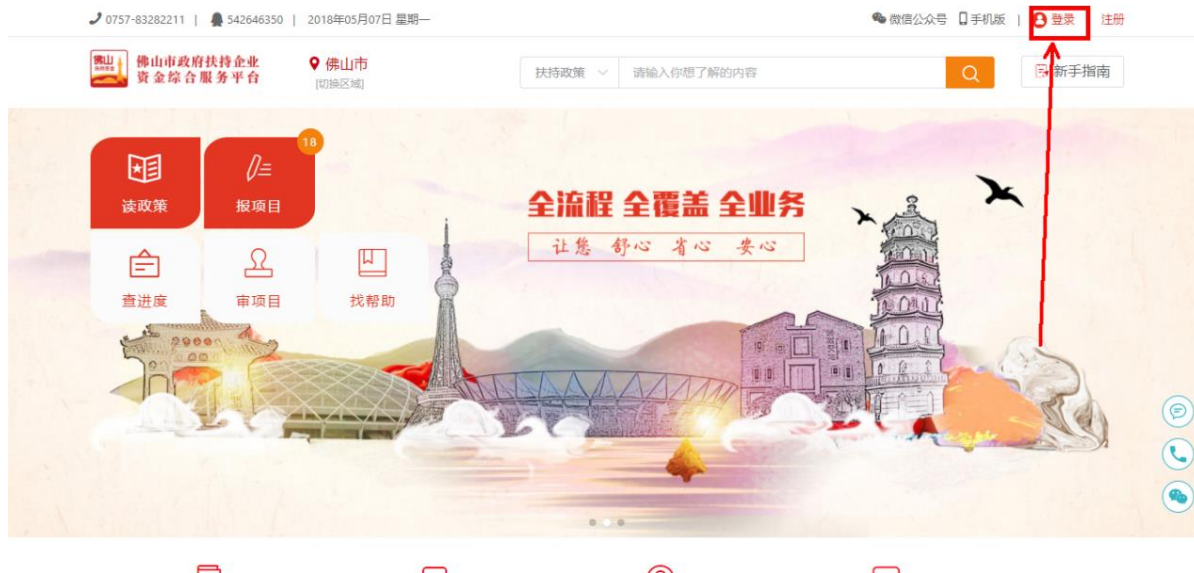 0757-83282211 | 542646350 | 2018年05月07日 星期一
微信公众号 手机版 | 登录 注册
佛山市政府扶持企业
资金综合服务平台
佛山
佛山市
[切换区域]
扶持政策 请输入你想了解的内容
新手指南
18
读政策 报项目
全流程 全覆盖 全业务
让您 舒心 省心 安心
查进度 审项目 找帮助